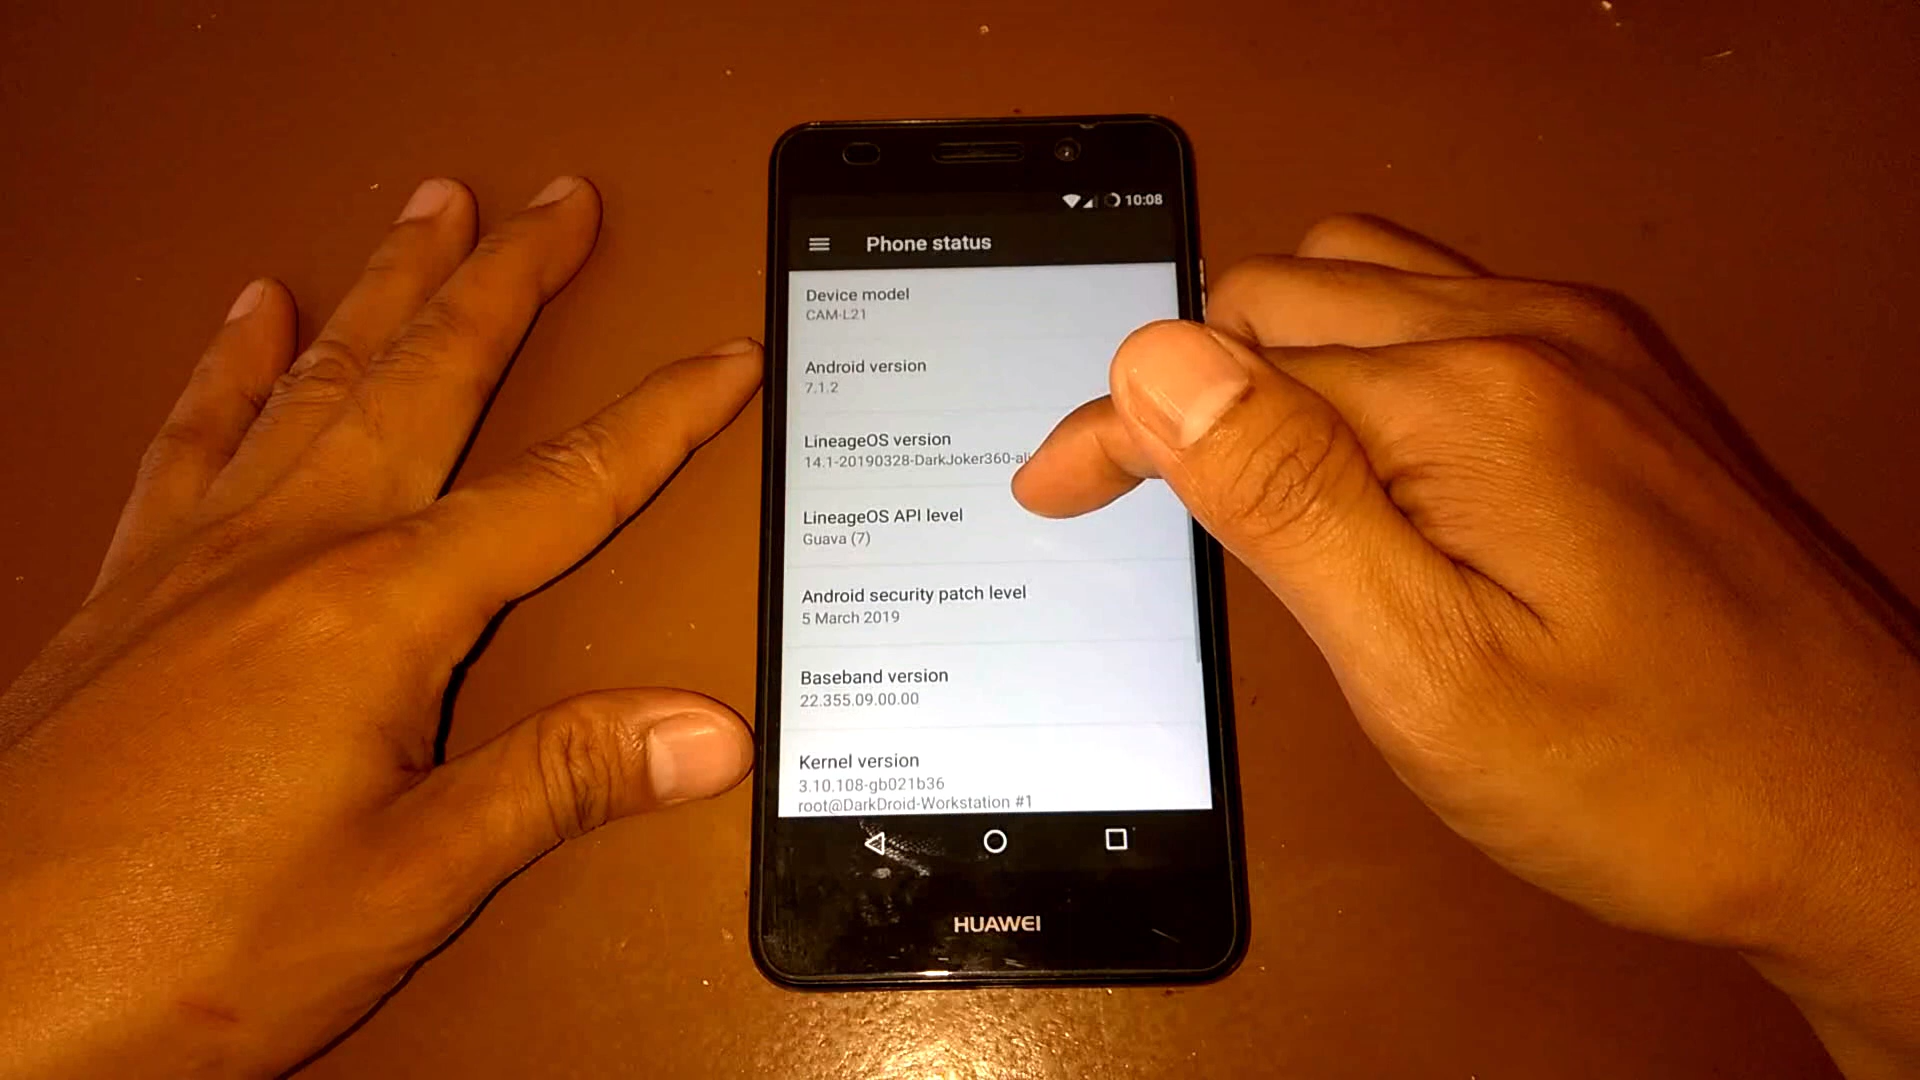 10:08
Phone status
Device model
CAM-L21
Android version
7.1.2
LineageOS version
14.1-20190328-DarkJoker360-ali
LineageOS API level
Guava (7)
Android security patch level
5 March 2019
Baseband version
22.355.09.00.00
Kernel version
3.10.108-gb021b36
root@DarkDroid-Workstation #1
HUAWEI